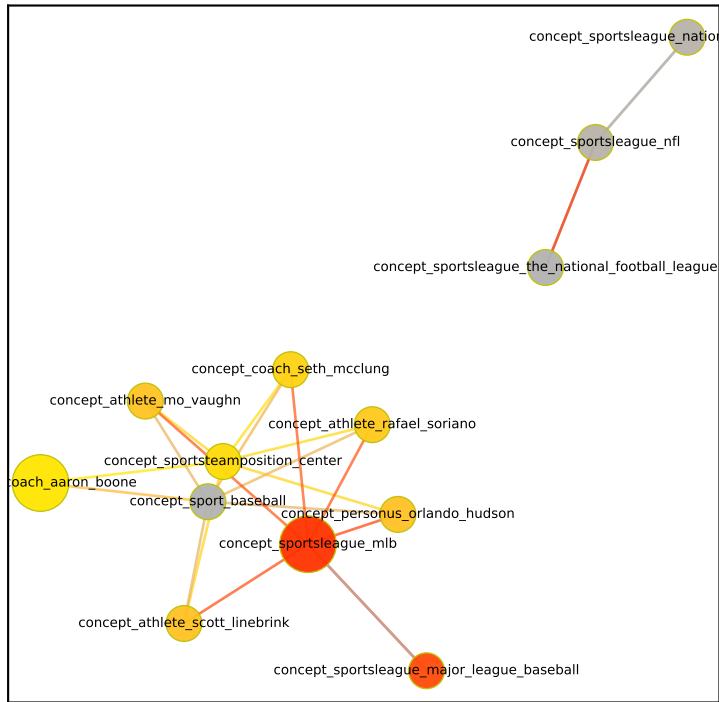 concept_sportsleague_nation
concept_sportsleague_nfl
concept_sportsleague_the_national_football_league
concept_coach_seth_mcclung
concept_athlete_mo_vaughn
concept_athlete_rafael_soriano
concept_sportsteamposition_center
coach_aaron_boone
concept_sport_baseball
concept_personus_orlando_hudson
concept_sportsleague_mlb
concept_athlete_scott_linebrink
concept_sportsleague_major_league_baseball